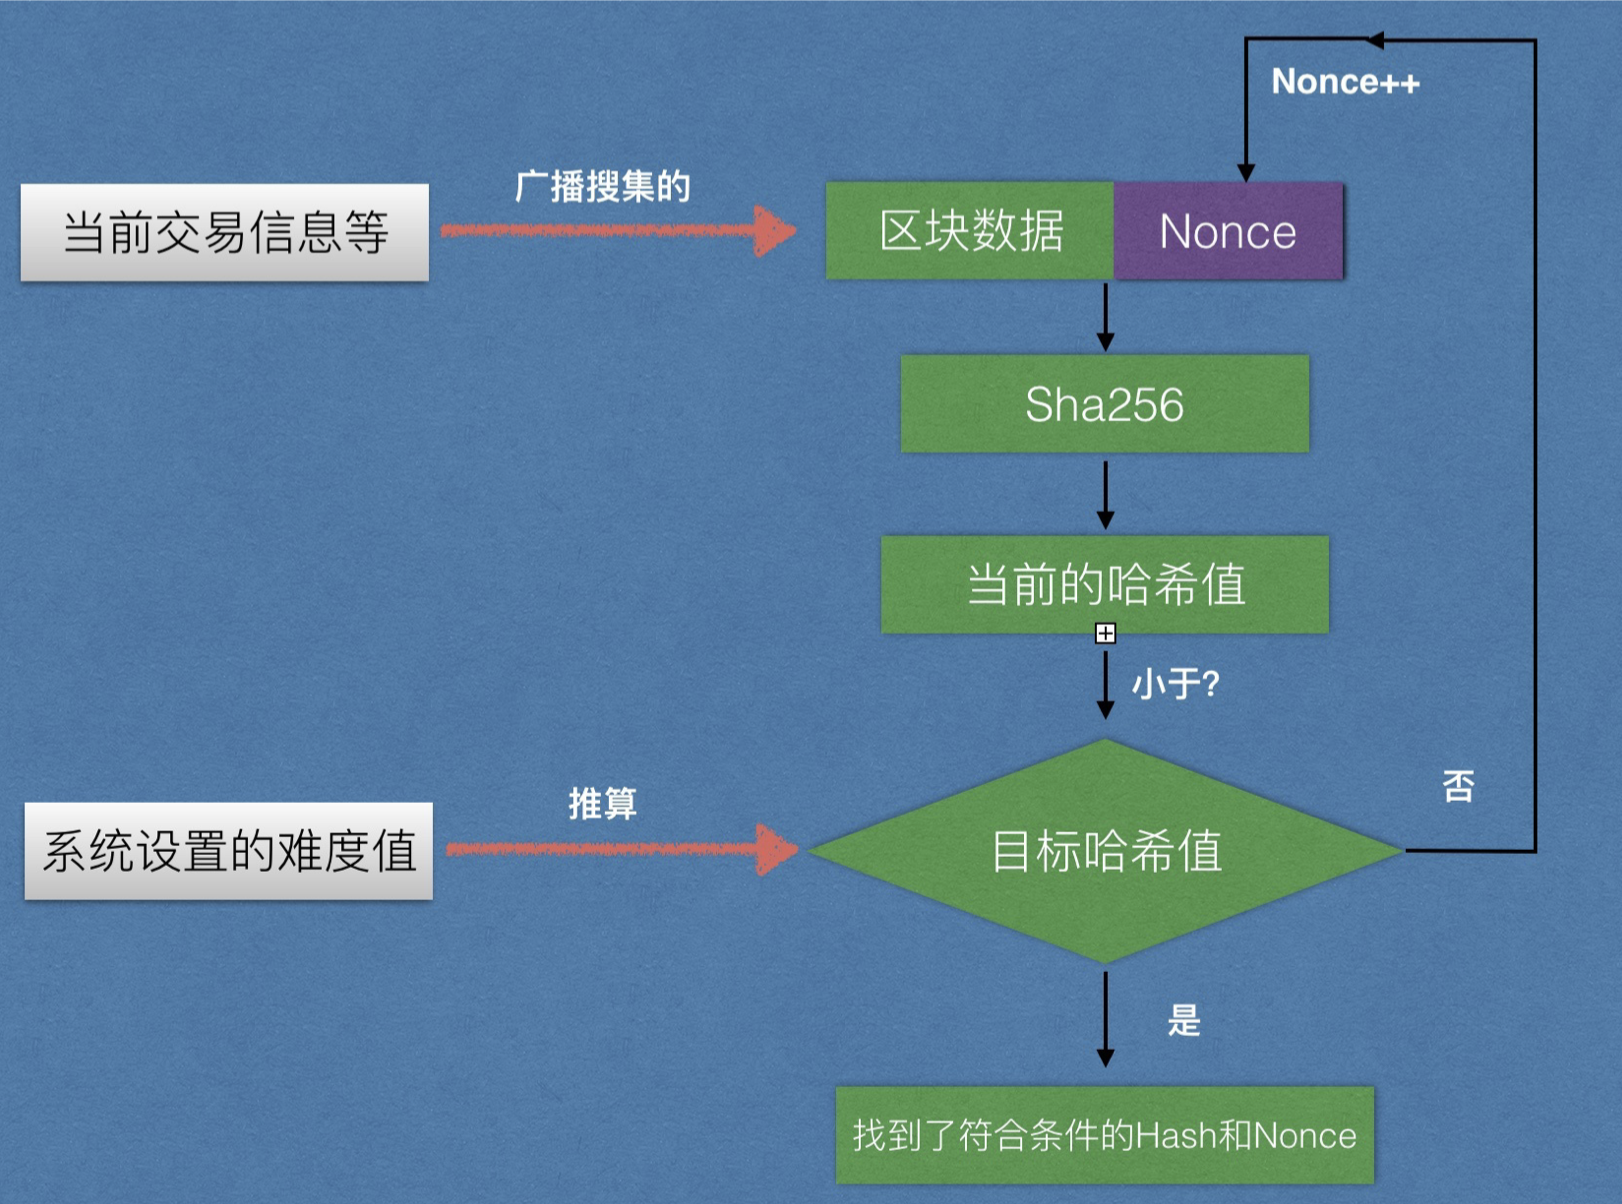 Nonce++
当前交易信息等
广播搜集的
区块数据
Nonce
Sha256
当前的哈希值
小于?
系统设置的难度值
推算
目标哈希值
否
是
找到了符合条件的Hash和Nonce